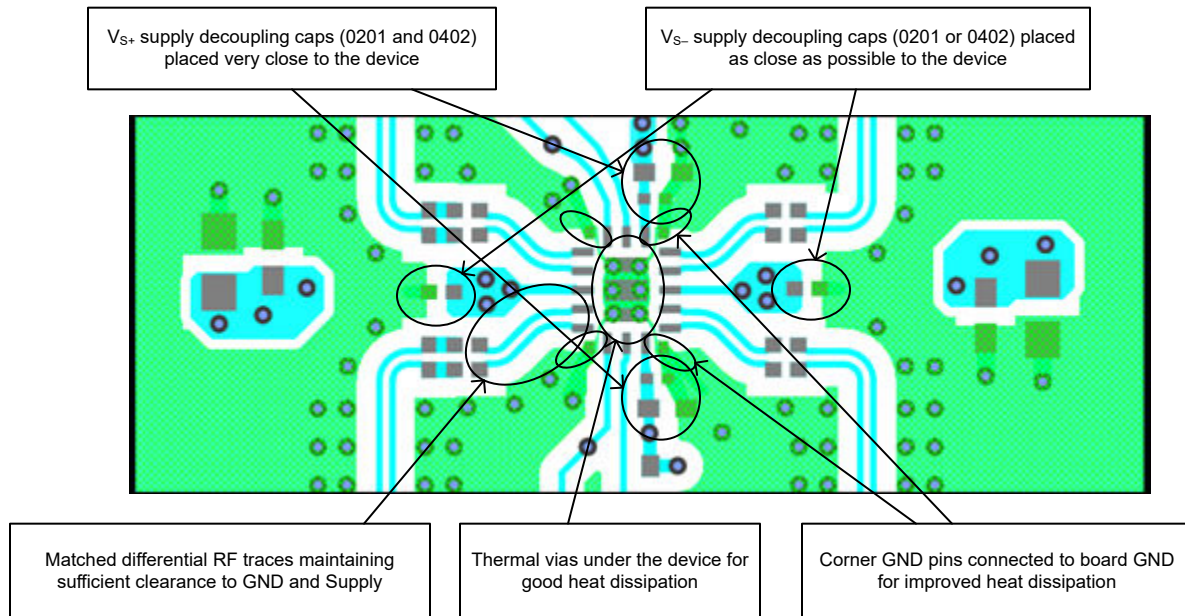 V_S+ supply decoupling caps (0201 and 0402)
placed very close to the device
V_S– supply decoupling caps (0201 or 0402) placed
as close as possible to the device
Matched differential RF traces maintaining
sufficient clearance to GND and Supply
Thermal vias under the device for
good heat dissipation
Corner GND pins connected to board GND
for improved heat dissipation